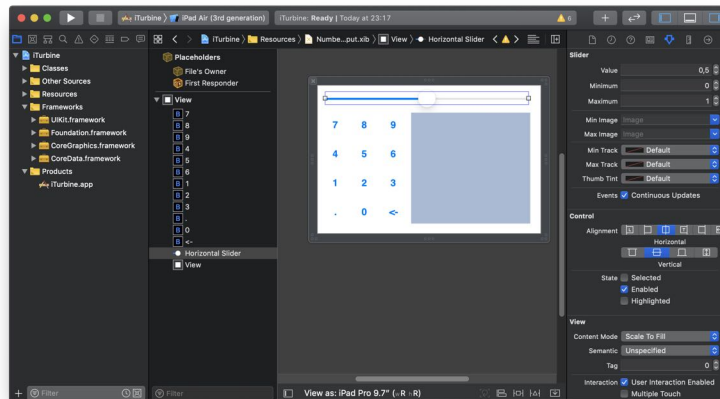 iTurbine
iPad Air (3rd generation)
iTurbine: Ready | Today at 23:17
6
iTurbine
Resources
Numbe...put.xib
View
Horizontal Slider
iTurbine
Classes
Other Sources
Resources
Frameworks
UIKit.framework
Foundation.framework
CoreGraphics.framework
CoreData.framework
Products
iTurbine.app
Filter
Placeholders
File's Owner
First Responder
View
B 7
B 8
B 9
B 4
B 5
B 6
B 1
B 2
B 3
B .
B 0
B <-
Horizontal Slider
View
Filter
7 8 9
4 5 6
1 2 3
. 0 <-
View as: iPad Pro 9.7" (wR hR)
Slider
Value 0,5
Minimum 0
Maximum 1
Min Image Image
Max Image Image
Min Track Default
Max Track Default
Thumb Tint Default
Events Continuous Updates
Control
Alignment
Horizontal
Vertical
State Selected
Enabled
Highlighted
View
Content Mode Scale To Fill
Semantic Unspecified
Tag 0
Interaction User Interaction Enabled
Multiple Touch